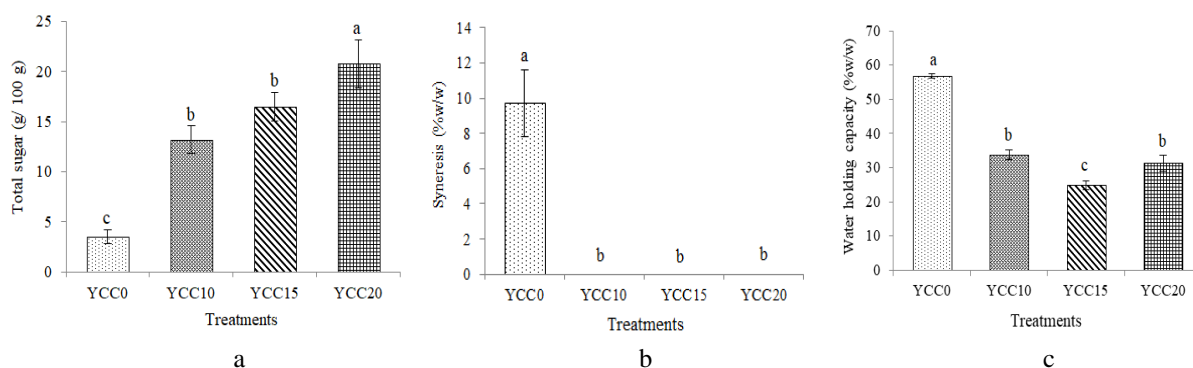 Total sugar (g/ 100 g)
25
20
15
10
5
0
c
b
b
a
YCC0 YCC10 YCC15 YCC20
Treatments
a
Syneresis (%w/w)
14
12
10
8
6
4
2
0
a
b
b
b
YCC0 YCC10 YCC15 YCC20
Treatments
b
Water holding capacity (%w/w)
70
60
50
40
30
20
10
0
a
b
c
b
YCC0 YCC10 YCC15 YCC20
Treatments
c